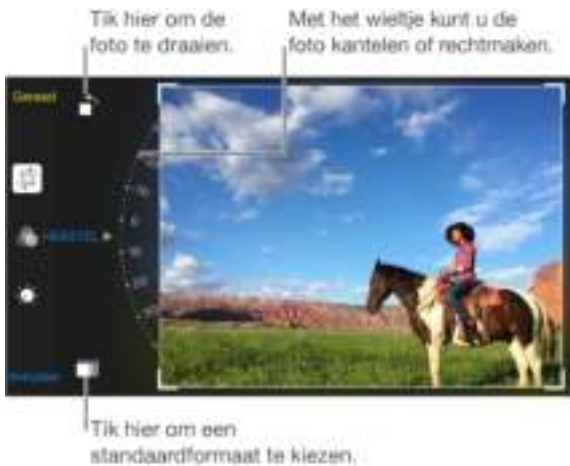 Tik hier om de
foto te draaien.
Met het wieltje kunt u de
foto kantelen of rechtmaken.
Gereed
Tik hier om een
standaardformaat te kiezen.